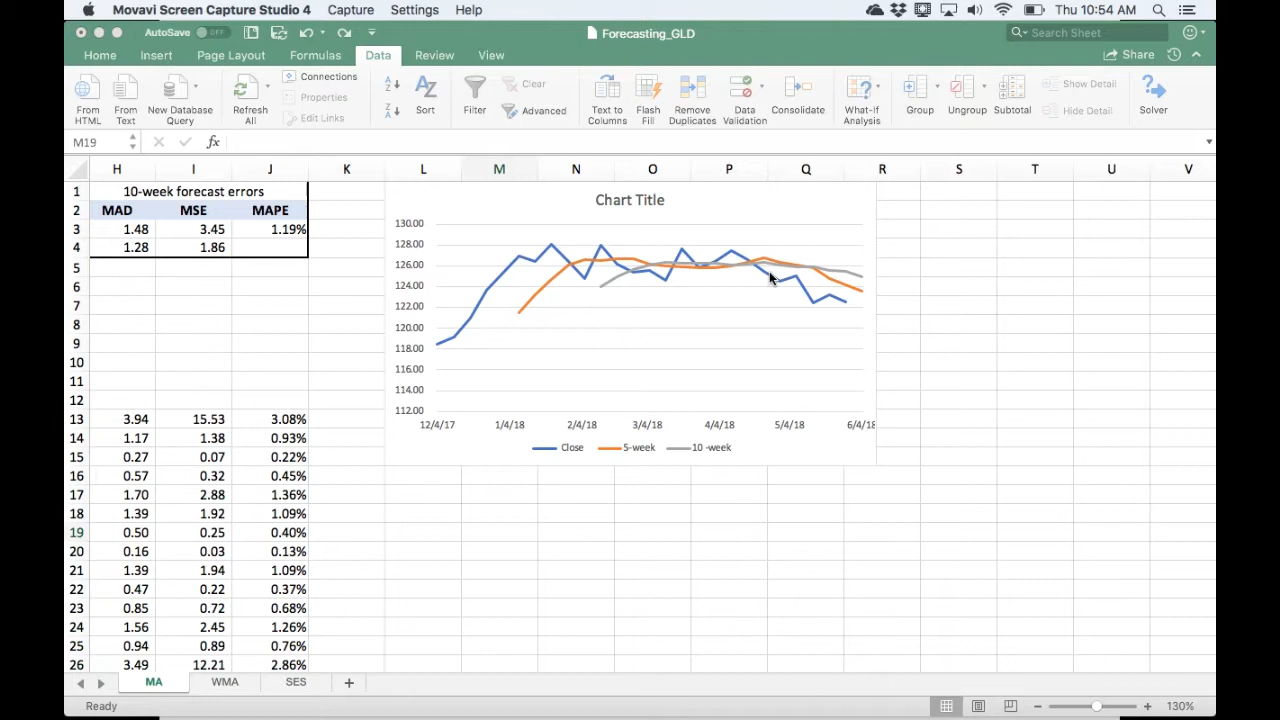 Movavi Screen Capture Studio 4 Capture Settings Help Thu 10:54 AM
AutoSave OFF Forecasting_GLD Search Sheet
Home Insert Page Layout Formulas Data Review View Share
From HTML
From Text
New Database Query
Refresh All
Connections
Properties
Edit Links
Sort
Filter
Clear
Advanced
Text to Columns
Flash Fill
Remove Duplicates
Data Validation
Consolidate
What-If Analysis
Group
Ungroup
Subtotal
Show Detail
Hide Detail
Solver
M19 fx
H I J K L M N O P Q R S T U V
1 10-week forecast errors
2 MAD MSE MAPE
3 1.48 3.45 1.19%
4 1.28 1.86
5
6
7
8
9
10
11
12
13 3.94 15.53 3.08%
14 1.17 1.38 0.93%
15 0.27 0.07 0.22%
16 0.57 0.32 0.45%
17 1.70 2.88 1.36%
18 1.39 1.92 1.09%
19 0.50 0.25 0.40%
20 0.16 0.03 0.13%
21 1.39 1.94 1.09%
22 0.47 0.22 0.37%
23 0.85 0.72 0.68%
24 1.56 2.45 1.26%
25 0.94 0.89 0.76%
26 3.49 12.21 2.86%
Chart Title
130.00
128.00
126.00
124.00
122.00
120.00
118.00
116.00
114.00
112.00
12/4/17 1/4/18 2/4/18 3/4/18 4/4/18 5/4/18 6/4/18
Close 5-week 10 -week
MA WMA SES
Ready 130%